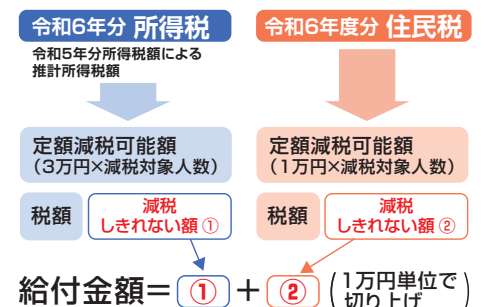 令和6年分 所得税
令和5年分所得税額による
推計所得税額
定額減税可能額
(3万円×減税対象人数)
税額
減税
しきれない額①
令和6年度分 住民税
定額減税可能額
(1万円×減税対象人数)
税額
減税
しきれない額②
給付金額=①+②(1万円単位で
切り上げ)